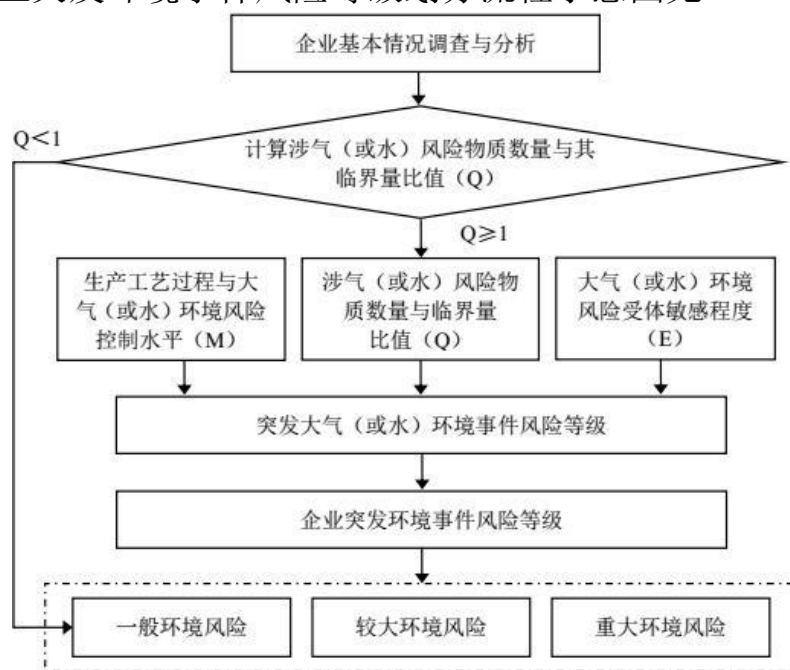 企业基本情况调查与分析
Q＜1
计算涉气（或水）风险物质数量与其
临界量比值（Q）
Q≥1
生产工艺过程与大
气（或水）环境风险
控制水平（M）
涉气（或水）风险物
质数量与临界量
比值（Q）
大气（或水）环境
风险受体敏感程度
（E）
突发大气（或水）环境事件风险等级
企业突发环境事件风险等级
一般环境风险
较大环境风险
重大环境风险